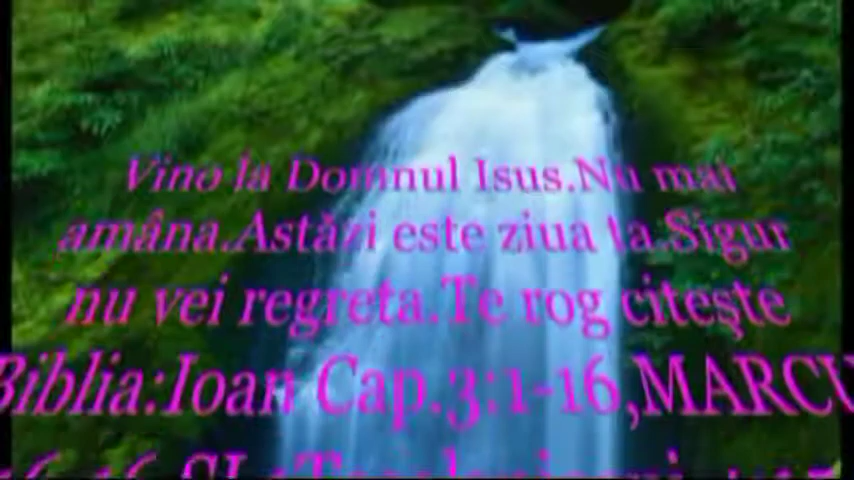 Vino la Domnul Isus.Nu mai
amâna.Astăzi este ziua ta.Sigur
nu vei regreta.Te rog citeşte
Biblia:Ioan Cap.3:1-16,MARCU